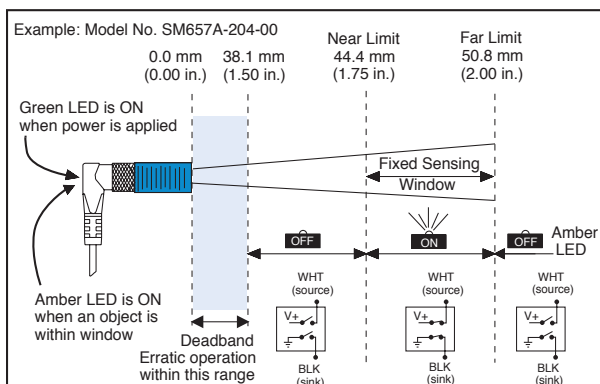 Example: Model No. SM657A-204-00
0.0 mm
(0.00 in.)
38.1 mm
(1.50 in.)
Near Limit
44.4 mm
(1.75 in.)
Far Limit
50.8 mm
(2.00 in.)
Green LED is ON
when power is applied
Fixed Sensing
Window
OFF
ON
OFF
Amber
LED
Amber LED is ON
when an object is
within window
Deadband
Erratic operation
within this range
WHT
(source)
V+
BLK
(sink)
WHT
(source)
V+
BLK
(sink)
WHT
(source)
V+
BLK
(sink)